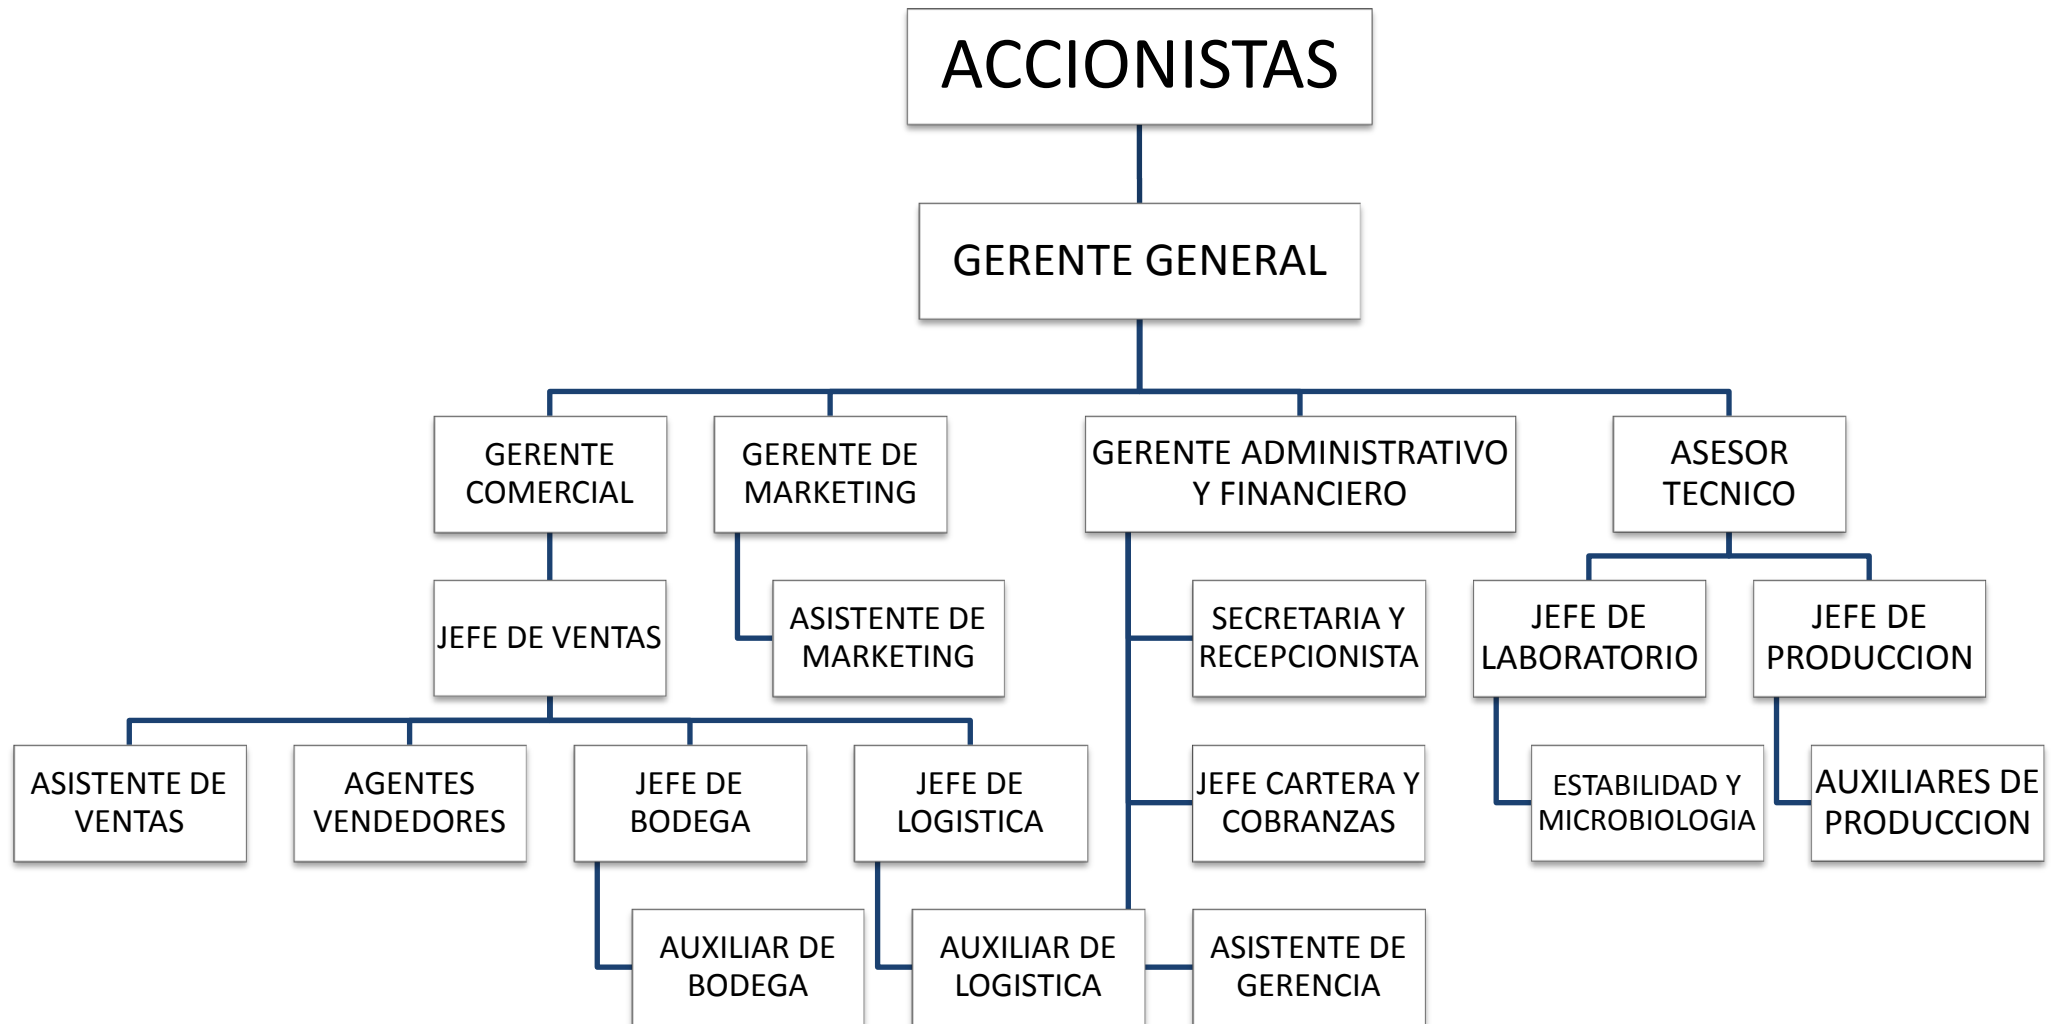 ACCIONISTAS
GERENTE GENERAL
GERENTE
COMERCIAL
GERENTE DE
MARKETING
GERENTE ADMINISTRATIVO
Y FINANCIERO
ASESOR
TECNICO
JEFE DE VENTAS
ASISTENTE DE
MARKETING
SECRETARIA Y
RECEPCIONISTA
JEFE DE
LABORATORIO
JEFE DE
PRODUCCION
ASISTENTE DE
VENTAS
AGENTES
VENDEDORES
JEFE DE
BODEGA
JEFE DE
LOGISTICA
JEFE CARTERA Y
COBRANZAS
ESTABILIDAD Y
MICROBIOLOGIA
AUXILIARES DE
PRODUCCION
AUXILIAR DE
BODEGA
AUXILIAR DE
LOGISTICA
ASISTENTE DE
GERENCIA